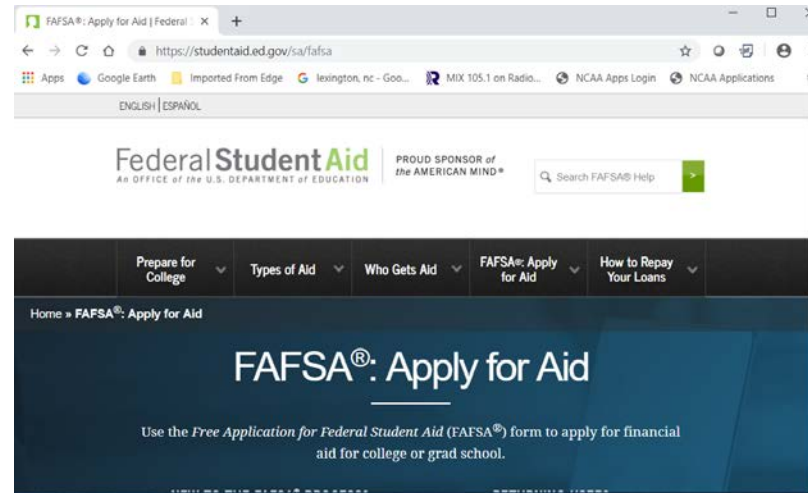 FAFSA®: Apply for Aid | Federal
https://studentaid.ed.gov/sa/fafsa
Apps Google Earth Imported From Edge lexington, nc - Goo... MIX 105.1 on Radio... NCAA Apps Login NCAA Applications
ENGLISH | ESPAÑOL
Federal Student Aid
An OFFICE of the U.S. DEPARTMENT of EDUCATION
PROUD SPONSOR of
the AMERICAN MIND®
Search FAFSA® Help
Prepare for College Types of Aid Who Gets Aid FAFSA®: Apply for Aid How to Repay Your Loans
Home » FAFSA®: Apply for Aid
FAFSA®: Apply for Aid
Use the Free Application for Federal Student Aid (FAFSA®) form to apply for financial
aid for college or grad school.